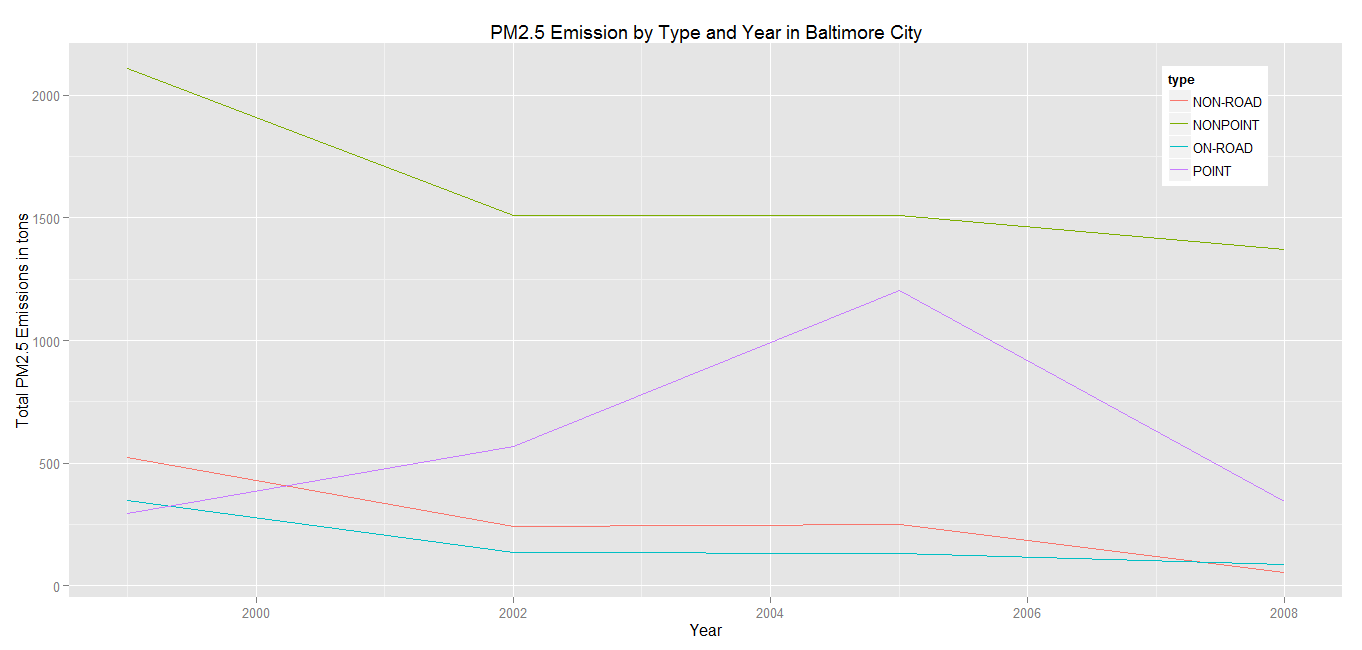 PM2.5 Emission by Type and Year in Baltimore City
type
NON-ROAD
NONPOINT
ON-ROAD
POINT
Total PM2.5 Emissions in tons
2000
1500
1000
500
0
2000 2002 2004 2006 2008
Year